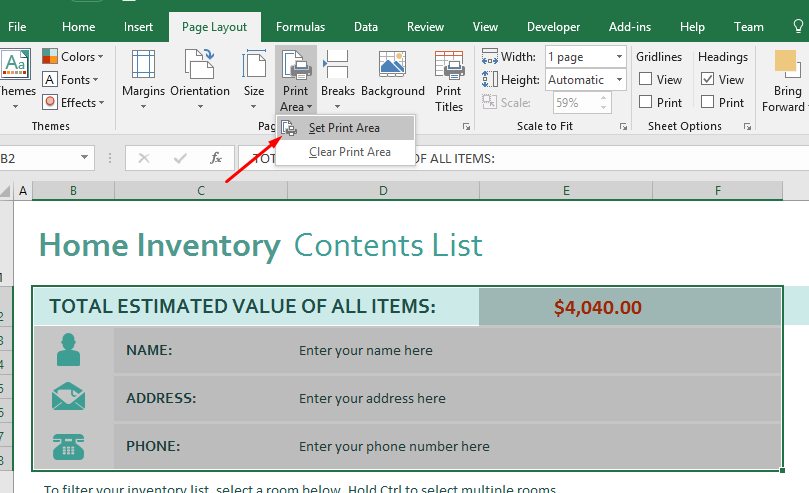 File Home Insert Page Layout Formulas Data Review View Developer Add-ins Help Team
Colors
Fonts
Effects
Themes
Margins Orientation Size Print Area Breaks Background Print Titles
Width: 1 page
Height: Automatic
Scale: 59%
Scale to Fit
Gridlines Headings
View View
Print Print
Sheet Options
Bring Forward
Set Print Area
Clear Print Area
B2 fx OF ALL ITEMS:
A B C D E F
Home Inventory Contents List
TOTAL ESTIMATED VALUE OF ALL ITEMS: $4,040.00
NAME: Enter your name here
ADDRESS: Enter your address here
PHONE: Enter your phone number here
To filter your inventory list, select a room below. Hold Ctrl to select multiple rooms